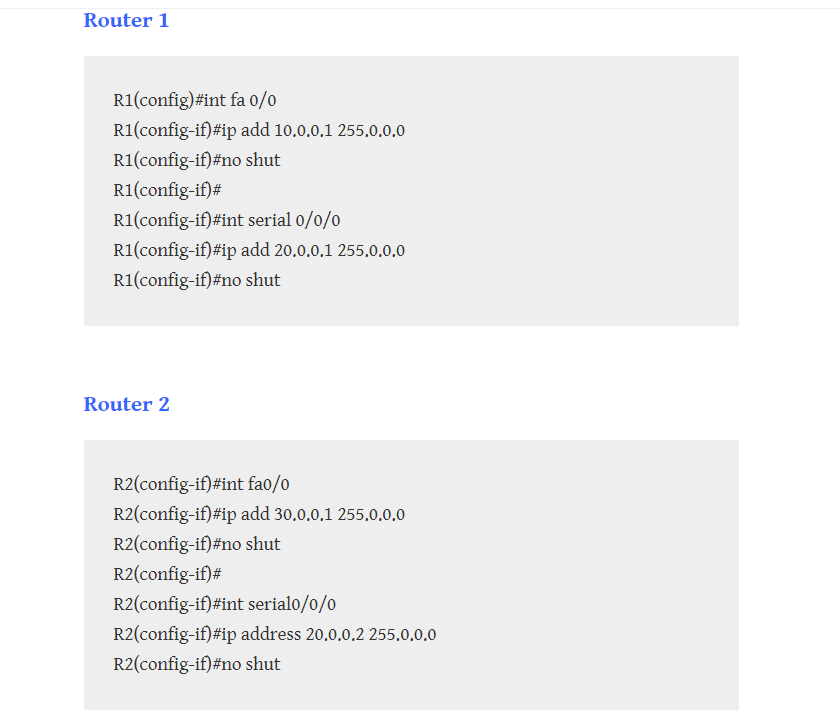 Router 1
R1(config)#int fa 0/0
R1(config-if)#ip add 10.0.0.1 255.0.0.0
R1(config-if)#no shut
R1(config-if)#
R1(config-if)#int serial 0/0/0
R1(config-if)#ip add 20.0.0.1 255.0.0.0
R1(config-if)#no shut
Router 2
R2(config-if)#int fa0/0
R2(config-if)#ip add 30.0.0.1 255.0.0.0
R2(config-if)#no shut
R2(config-if)#
R2(config-if)#int serial0/0/0
R2(config-if)#ip address 20.0.0.2 255.0.0.0
R2(config-if)#no shut